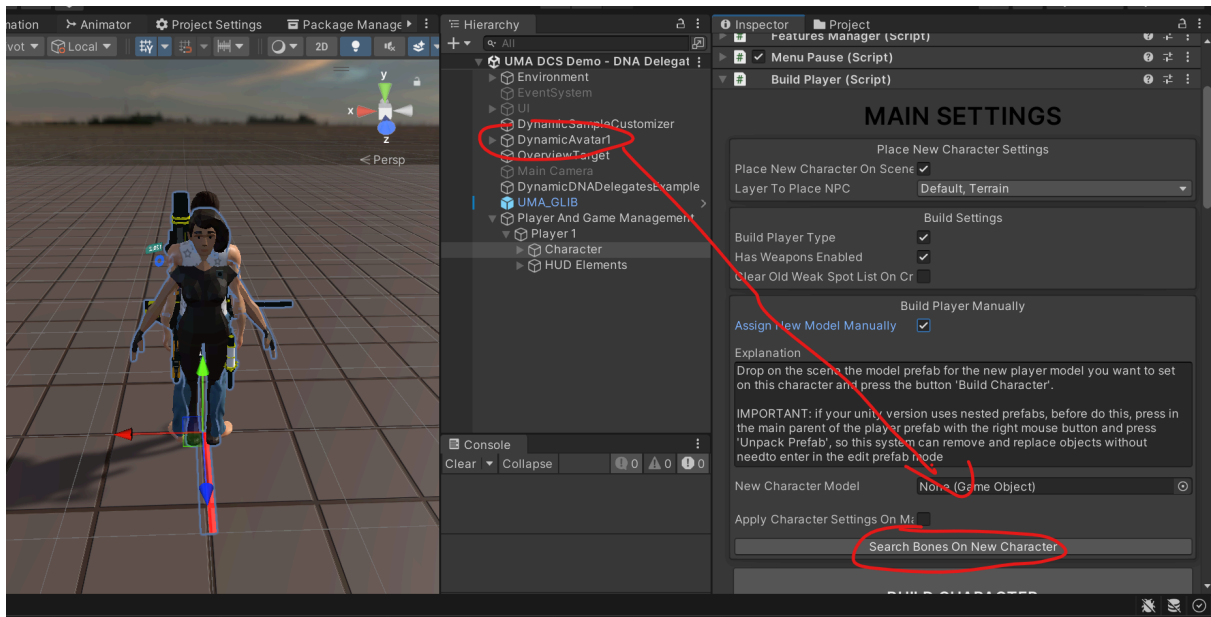 mation
Animator
Project Settings
Package Manage
Hierarchy
Inspector
Project
vot
Local
2D
All
Features Manager (Script)
UMA DCS Demo - DNA Delegat
Menu Pause (Script)
Environment
Build Player (Script)
EventSystem
UI
DynamicSampleCustomizer
MAIN SETTINGS
DynamicAvatar1
OverviewTarget
Main Camera
DynamicDNADelegatesExample
UMA_GLIB
Player And Game Management
Player 1
Character
HUD Elements
y
x
z
Persp
Place New Character Settings
Place New Character On Scene
Layer To Place NPC
Default, Terrain
Build Settings
Build Player Type
Has Weapons Enabled
Clear Old Weak Spot List On Cr
Build Player Manually
Assign New Model Manually
Explanation
Drop on the scene the model prefab for the new player model you want to set
on this character and press the button 'Build Character'.
IMPORTANT: if your unity version uses nested prefabs, before do this, press in
the main parent of the player prefab with the right mouse button and press
'Unpack Prefab', so this system can remove and replace objects without
needto enter in the edit prefab mode
Console
Clear
Collapse
0
0
0
New Character Model
None (Game Object)
Apply Character Settings On Ma
Search Bones On New Character
BUILD CHARACTER